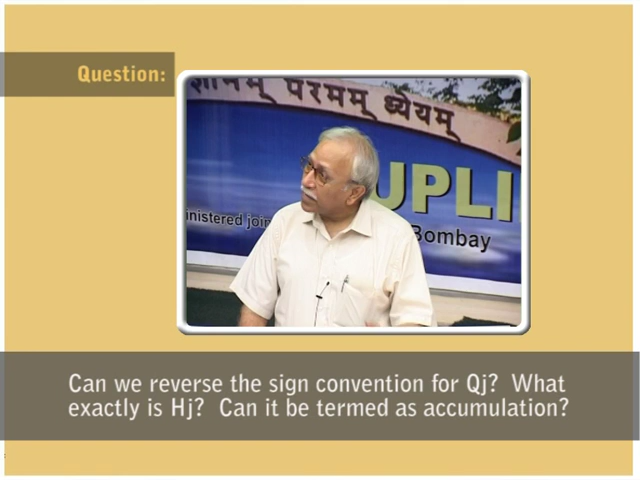 Question:
ज्ञानम् परमम् ध्येयम्
UPLI
inistered join
Bombay
Can we reverse the sign convention for Qj? What
exactly is Hj? Can it be termed as accumulation?